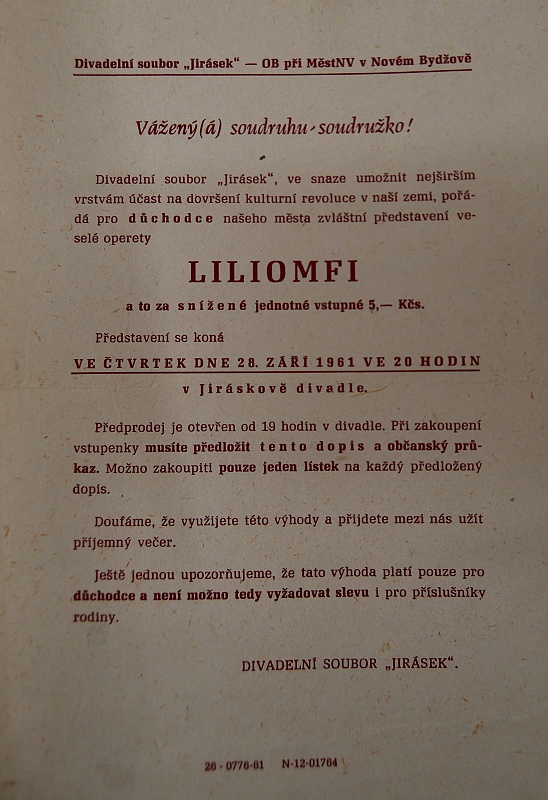 Divadelní soubor „Jirásek“ — OB při MěstNV v Novém Bydžově
Vážený(á) soudruhu-soudružko!
Divadelní soubor „Jirásek“, ve snaze umožnit nejširším
vrstvám účast na dovršení kulturní revoluce v naší zemi, pořá-
dá pro důchodce našeho města zvláštní představení ve-
selé operety
LILIOMFI
a to za snížené jednotné vstupné 5,— Kčs.
Představení se koná
VE ČTVRTEK DNE 28. ZÁŘÍ 1961 VE 20 HODIN
v Jiráskově divadle.
Předprodej je otevřen od 19 hodin v divadle. Při zakoupení
vstupenky musíte předložit tento dopis a občanský prů-
kaz. Možno zakoupiti pouze jeden lístek na každý předložený
dopis.
Doufáme, že využijete této výhody a přijdete mezi nás užít
příjemný večer.
Ještě jednou upozorňujeme, že tato výhoda platí pouze pro
důchodce a není možno tedy vyžadovat slevu i pro příslušníky
rodiny.
DIVADELNÍ SOUBOR „JIRÁSEK“.
26 - 0776-61 N-12-01764